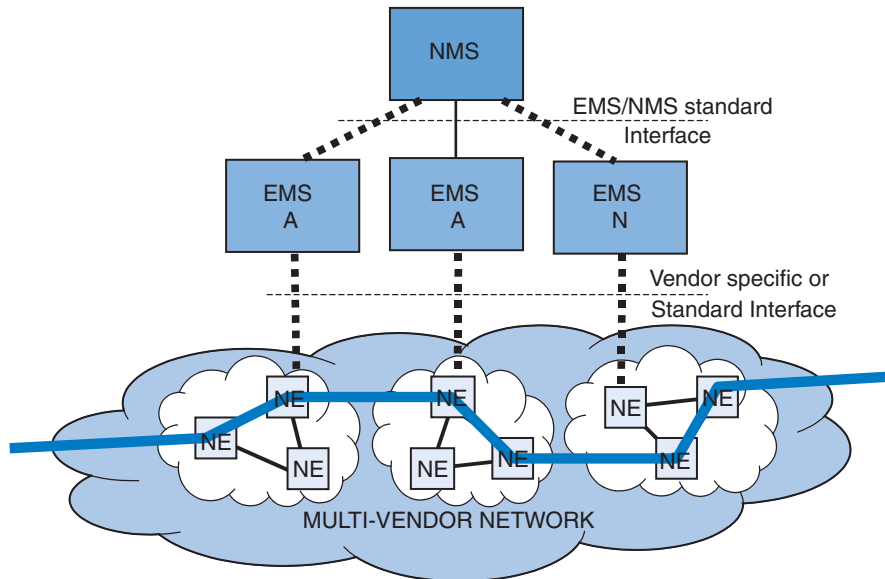 NMS
EMS/NMS standard
Interface
EMS
A
EMS
A
EMS
N
Vendor specific or
Standard Interface
NE
NE
NE
NE
NE
NE
NE
NE
NE
MULTI-VENDOR NETWORK